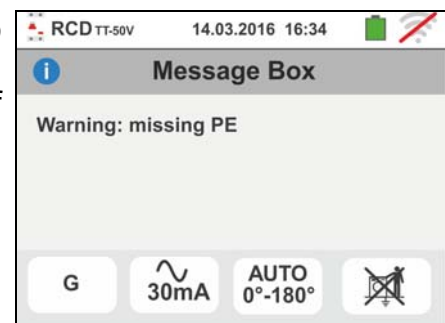 RCD TT-50V 14.03.2016 16:34
i Message Box
Warning: missing PE
G 30mA AUTO
0°-180°